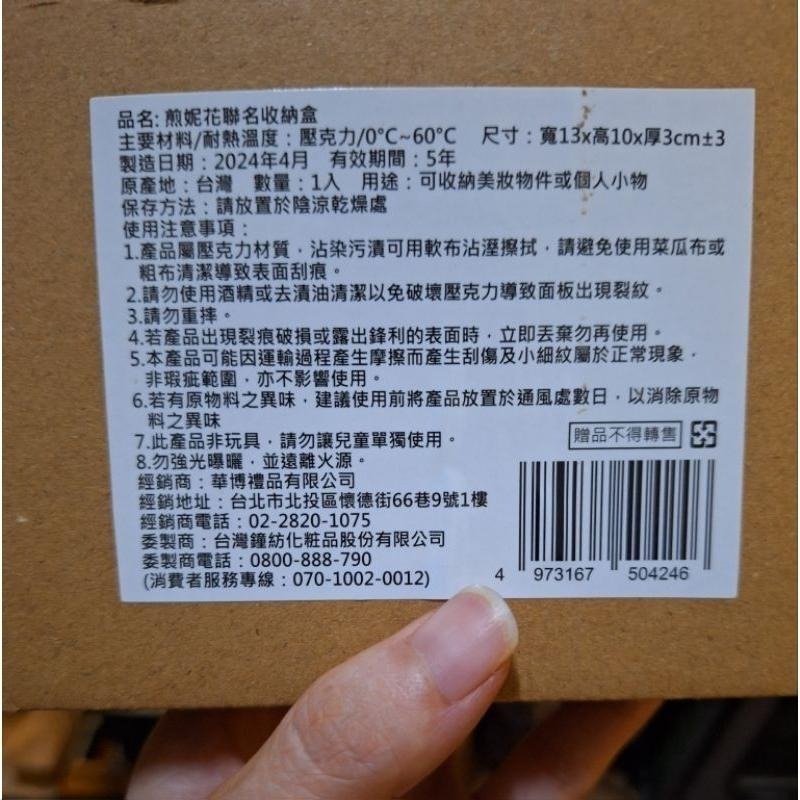 品名: 煎妮花聯名收納盒
主要材料/耐熱溫度：壓克力/0°C~60°C 尺寸：寬13x高10x厚3cm±3
製造日期：2024年4月 有效期間：5年
原產地：台灣 數量：1入 用途：可收納美妝物件或個人小物
保存方法：請放置於陰涼乾燥處
使用注意事項：
1.產品屬壓克力材質，沾染污漬可用軟布沾溼擦拭，請避免使用菜瓜布或
粗布清潔導致表面刮痕。
2.請勿使用酒精或去漬油清潔以免破壞壓克力導致面板出現裂紋。
3.請勿重摔。
4.若產品出現裂痕破損或露出鋒利的表面時，立即丟棄勿再使用。
5.本產品可能因運輸過程產生摩擦而產生刮傷及小細紋屬於正常現象，
非瑕疵範圍，亦不影響使用。
6.若有原物料之異味，建議使用前將產品放置於通風處數日，以消除原物
料之異味
7.此產品非玩具，請勿讓兒童單獨使用。
贈品不得轉售
8.勿強光曝曬，並遠離火源。
經銷商：華博禮品有限公司
經銷地址：台北市北投區懷德街66巷9號1樓
經銷商電話：02-2820-1075
委製商：台灣鐘紡化粧品股份有限公司
委製商電話：0800-888-790
(消費者服務專線：070-1002-0012)
4 973167 504246